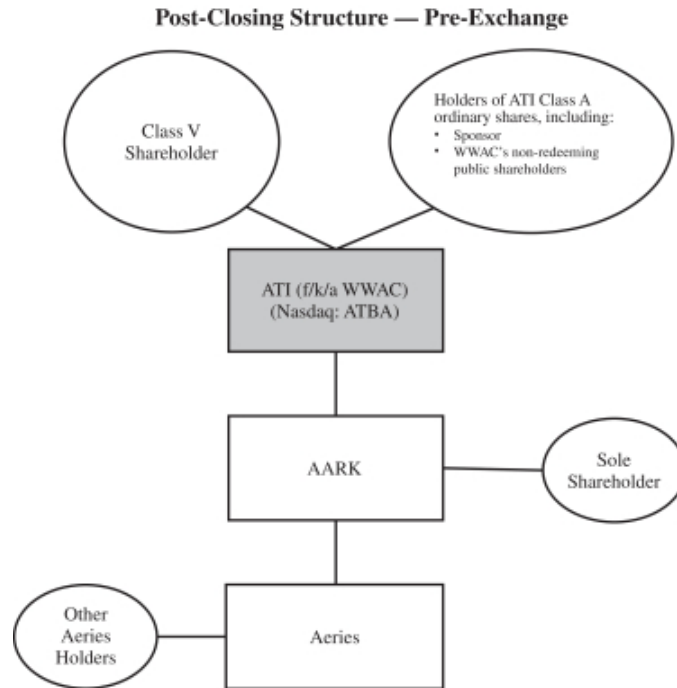 Post-Closing Structure — Pre-Exchange
Class V
Shareholder
Holders of ATI Class A
ordinary shares, including:
• Sponsor
• WWAC's non-redeeming
public shareholders
ATI (f/k/a WWAC)
(Nasdaq: ATBA)
AARK
Sole
Shareholder
Other
Aeries
Holders
Aeries